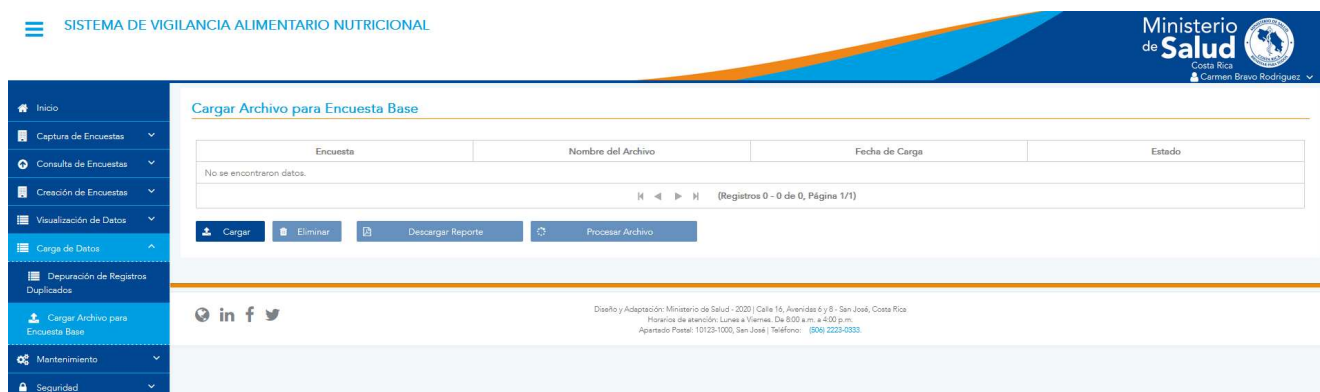 SISTEMA DE VIGILANCIA ALIMENTARIO NUTRICIONAL
Ministerio
de Salud
Costa Rica
Carmen Bravo Rodriguez
Inicio
Captura de Encuestas
Consulta de Encuestas
Creación de Encuestas
Visualización de Datos
Carga de Datos
Depuración de Registros
Duplicados
Cargar Archivo para
Encuesta Base
Mantenimiento
Seguridad
Cargar Archivo para Encuesta Base
Encuesta Nombre del Archivo Fecha de Carga Estado
No se encontraron datos.
(Registros 0 - 0 de 0, Página 1/1)
Cargar Eliminar Descargar Reporte Procesar Archivo
Diseño y Adaptación: Ministerio de Salud - 2020 | Calle 16, Avenidas 6 y 8 - San José, Costa Rica
Horarios de atención: Lunes a Viernes. De 8:00 a.m. a 4:00 p.m.
Apartado Postal: 10123-1000, San José | Teléfono: (506) 2223-0333.